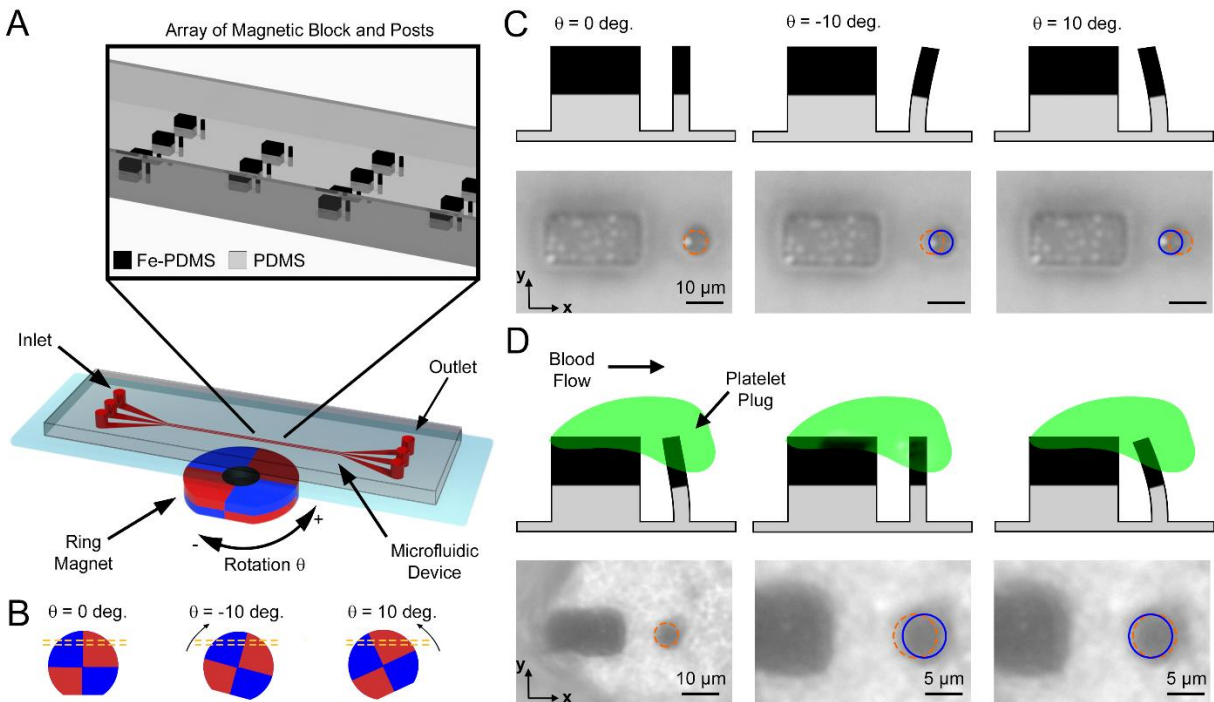 A
Array of Magnetic Block and Posts
Fe-PDMS
PDMS
Inlet
Outlet
Ring
Magnet
-
+
Rotation θ
Microfluidic
Device
B
θ = 0 deg.
θ = -10 deg.
θ = 10 deg.
C
θ = 0 deg.
θ = -10 deg.
θ = 10 deg.
y
x
10 μm
D
Blood
Flow
Platelet
Plug
y
x
10 μm
5 μm
5 μm